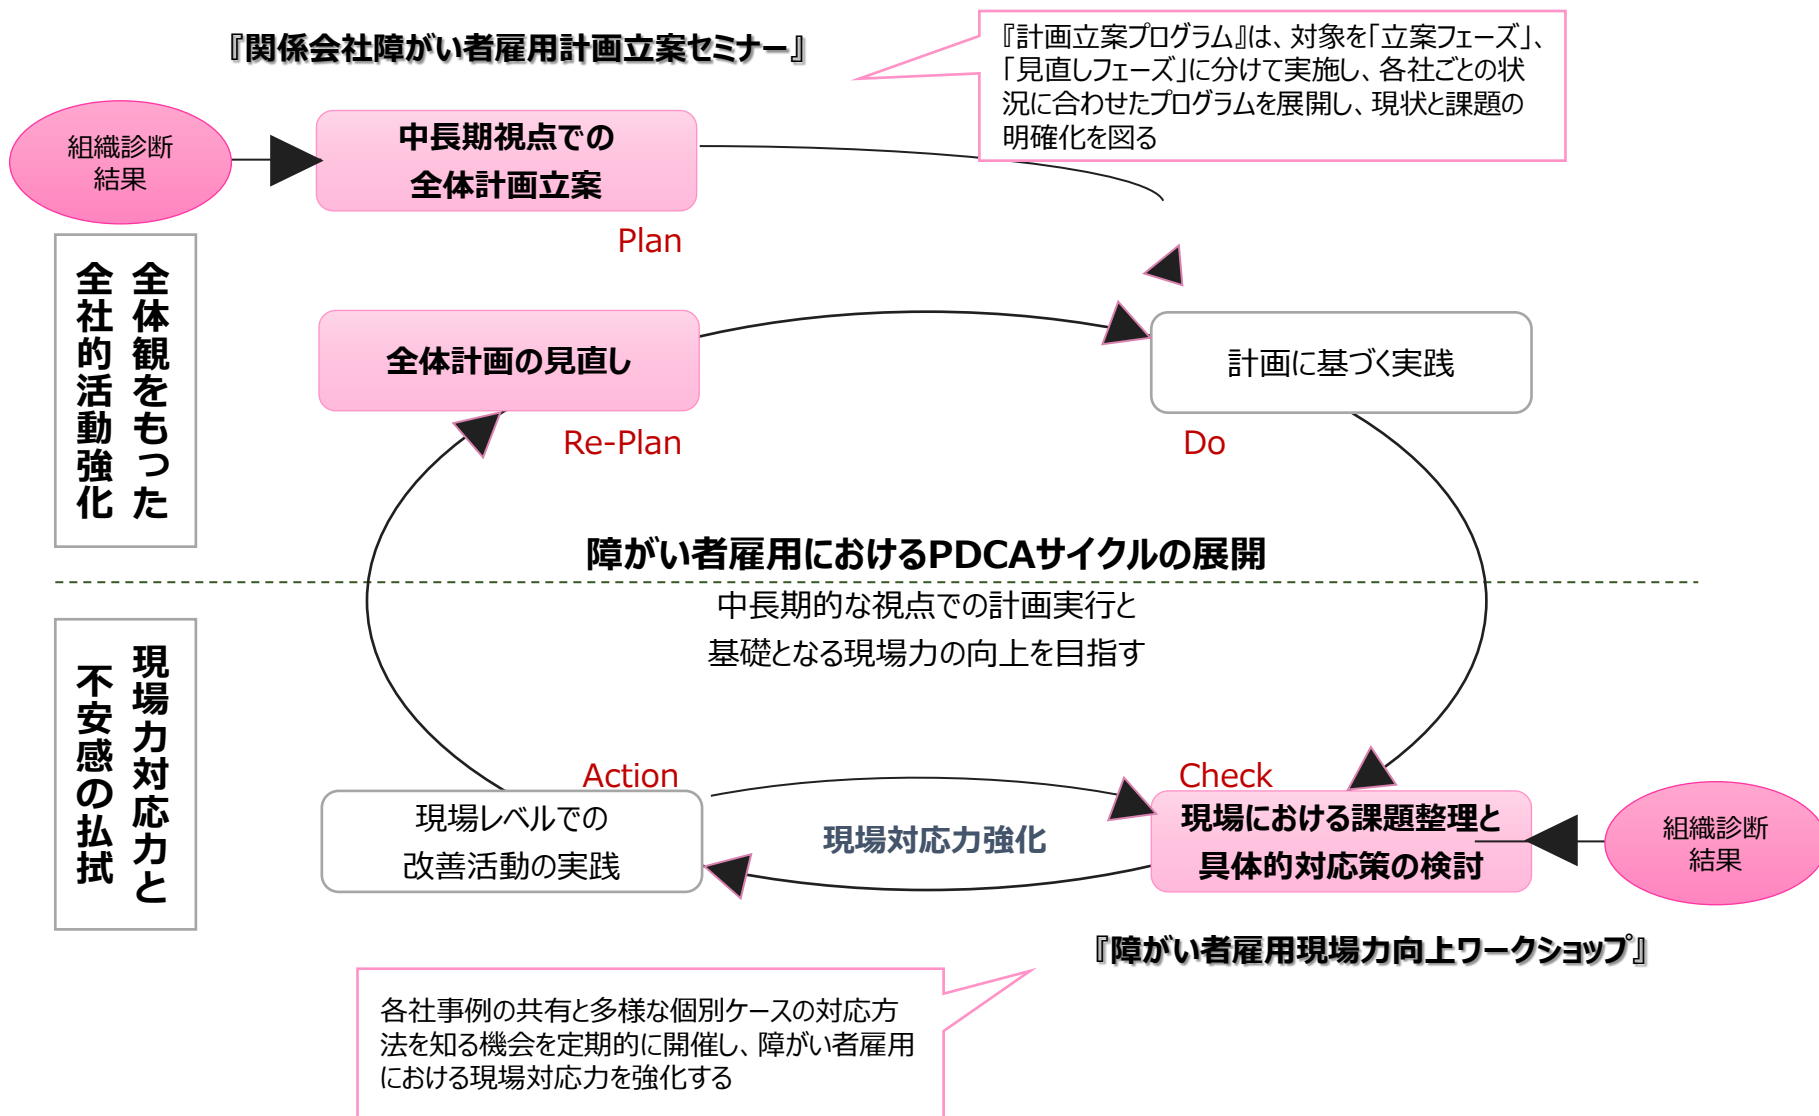 『関係会社障がい者雇用計画立案セミナー』
『計画立案プログラム』は、対象を「立案フェーズ」、
「見直しフェーズ」に分けて実施し、各社ごとの状
況に合わせたプログラムを展開し、現状と課題の
明確化を図る
組織診断
結果
中長期視点での
全体計画立案
Plan
全体観をもった
全社的活動強化
全体計画の見直し
Re-Plan
計画に基づく実践
Do
障がい者雇用におけるPDCAサイクルの展開
中長期的な視点での計画実行と
基礎となる現場力の向上を目指す
現場力対応力と
不安感の払拭
Action
現場レベルでの
改善活動の実践
現場対応力強化
Check
現場における課題整理と
具体的対応策の検討
組織診断
結果
『障がい者雇用現場力向上ワークショップ』
各社事例の共有と多様な個別ケースの対応方
法を知る機会を定期的に開催し、障がい者雇用
における現場対応力を強化する